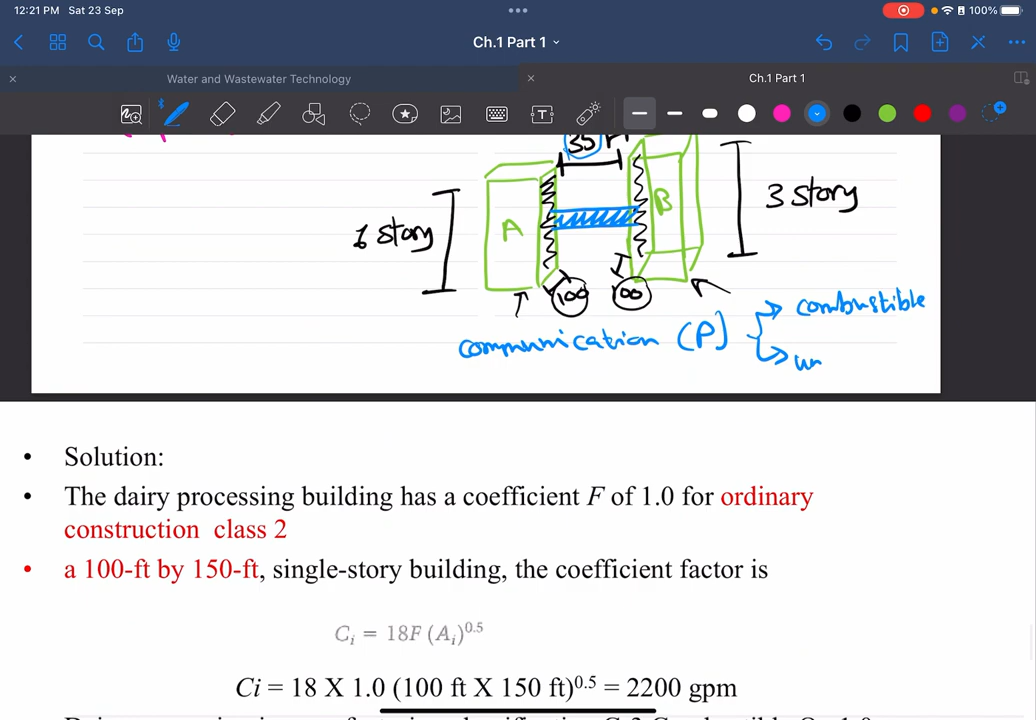 12:21 PM Sat 23 Sep
100%
Ch.1 Part 1
Water and Wastewater Technology
Ch.1 Part 1
35
1 story
A
B
3 story
100
100
communication (P)
combustible
un
• Solution:
• The dairy processing building has a coefficient F of 1.0 for ordinary
construction class 2
• a 100-ft by 150-ft, single-story building, the coefficient factor is
Cᵢ = 18F (Aᵢ)^0.5
Ci = 18 X 1.0 (100 ft X 150 ft)^0.5 = 2200 gpm